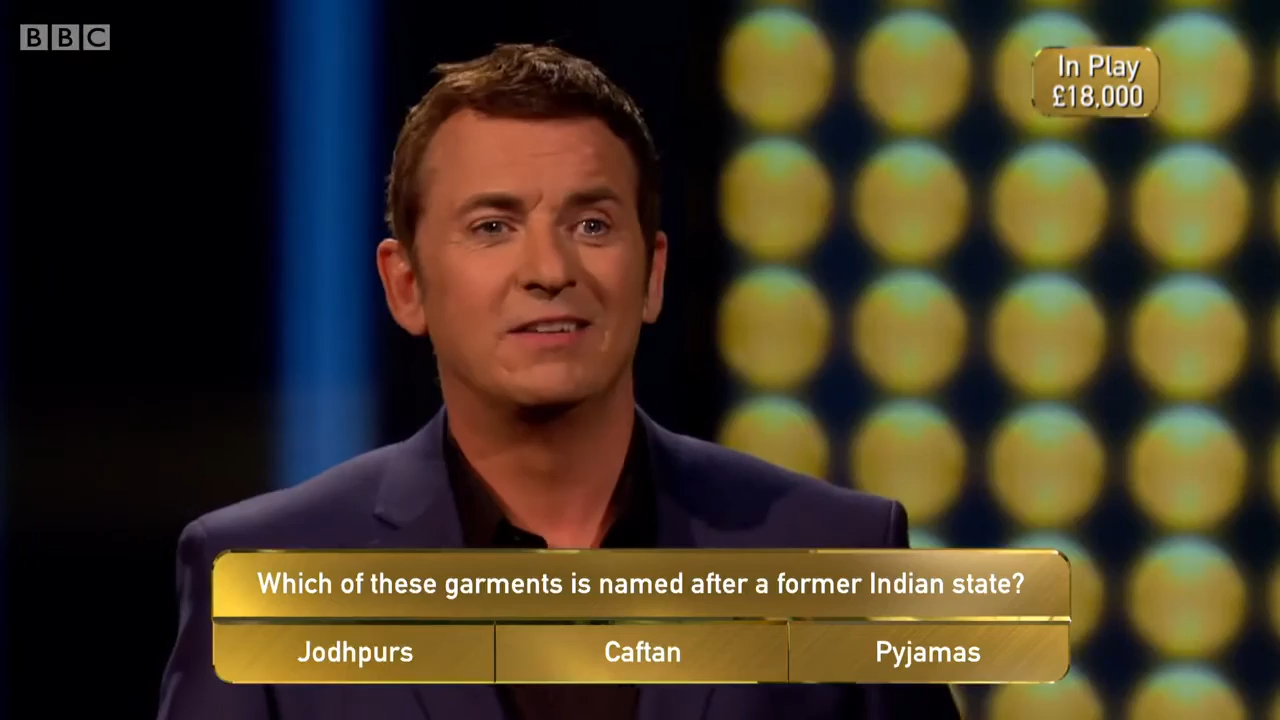 BBC
In Play
£18,000
Which of these garments is named after a former Indian state?
Jodhpurs
Caftan
Pyjamas